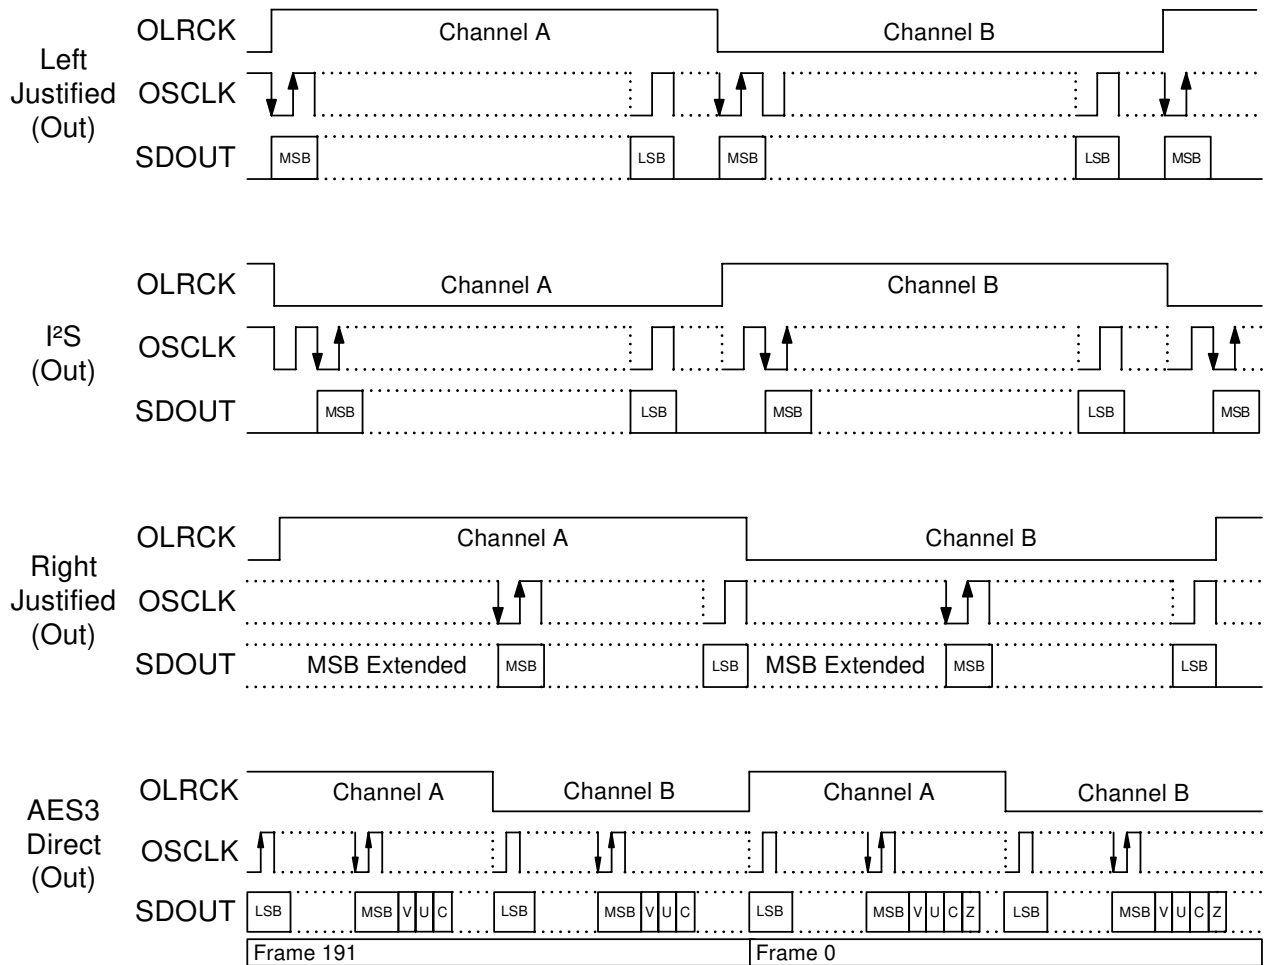 Left
Justified
(Out)
OLRCK Channel A Channel B
OSCLK
SDOUT MSB LSB MSB LSB MSB
I²S
(Out)
OLRCK Channel A Channel B
OSCLK
SDOUT MSB LSB MSB LSB MSB
Right
Justified
(Out)
OLRCK Channel A Channel B
OSCLK
SDOUT MSB Extended MSB LSB MSB Extended MSB LSB
AES3
Direct
(Out)
OLRCK Channel A Channel B Channel A Channel B
OSCLK
SDOUT LSB MSB V U C LSB MSB V U C LSB MSB V U C Z LSB MSB V U C Z
Frame 191 Frame 0